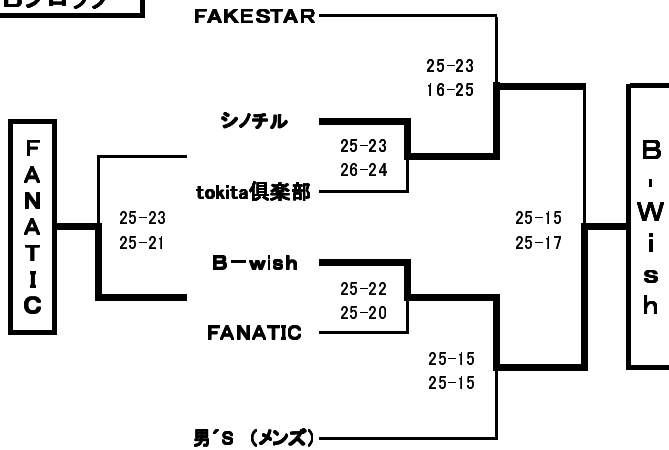 Bブロック
FAKESTAR
25-23
16-25
シノチル
25-23
26-24
tokita倶楽部
FANATIC
25-23
25-21
25-15
25-17
B-Wish
B－wish
25-22
25-20
FANATIC
25-15
25-15
男´S （メンズ）